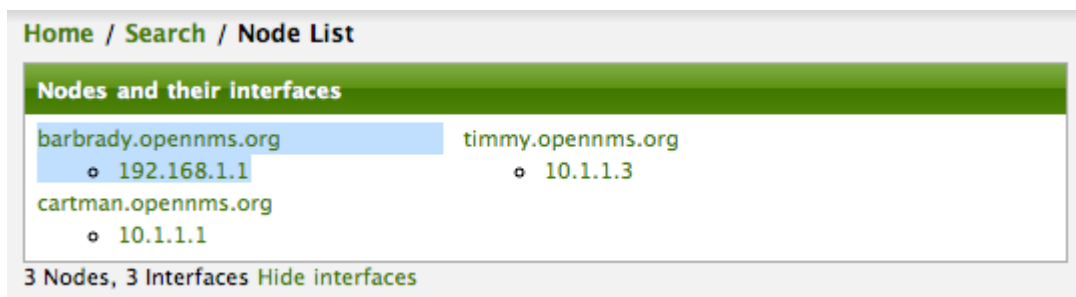 Home / Search / Node List
Nodes and their interfaces
barbrady.opennms.org
192.168.1.1
cartman.opennms.org
10.1.1.1
timmy.opennms.org
10.1.1.3
3 Nodes, 3 Interfaces Hide interfaces